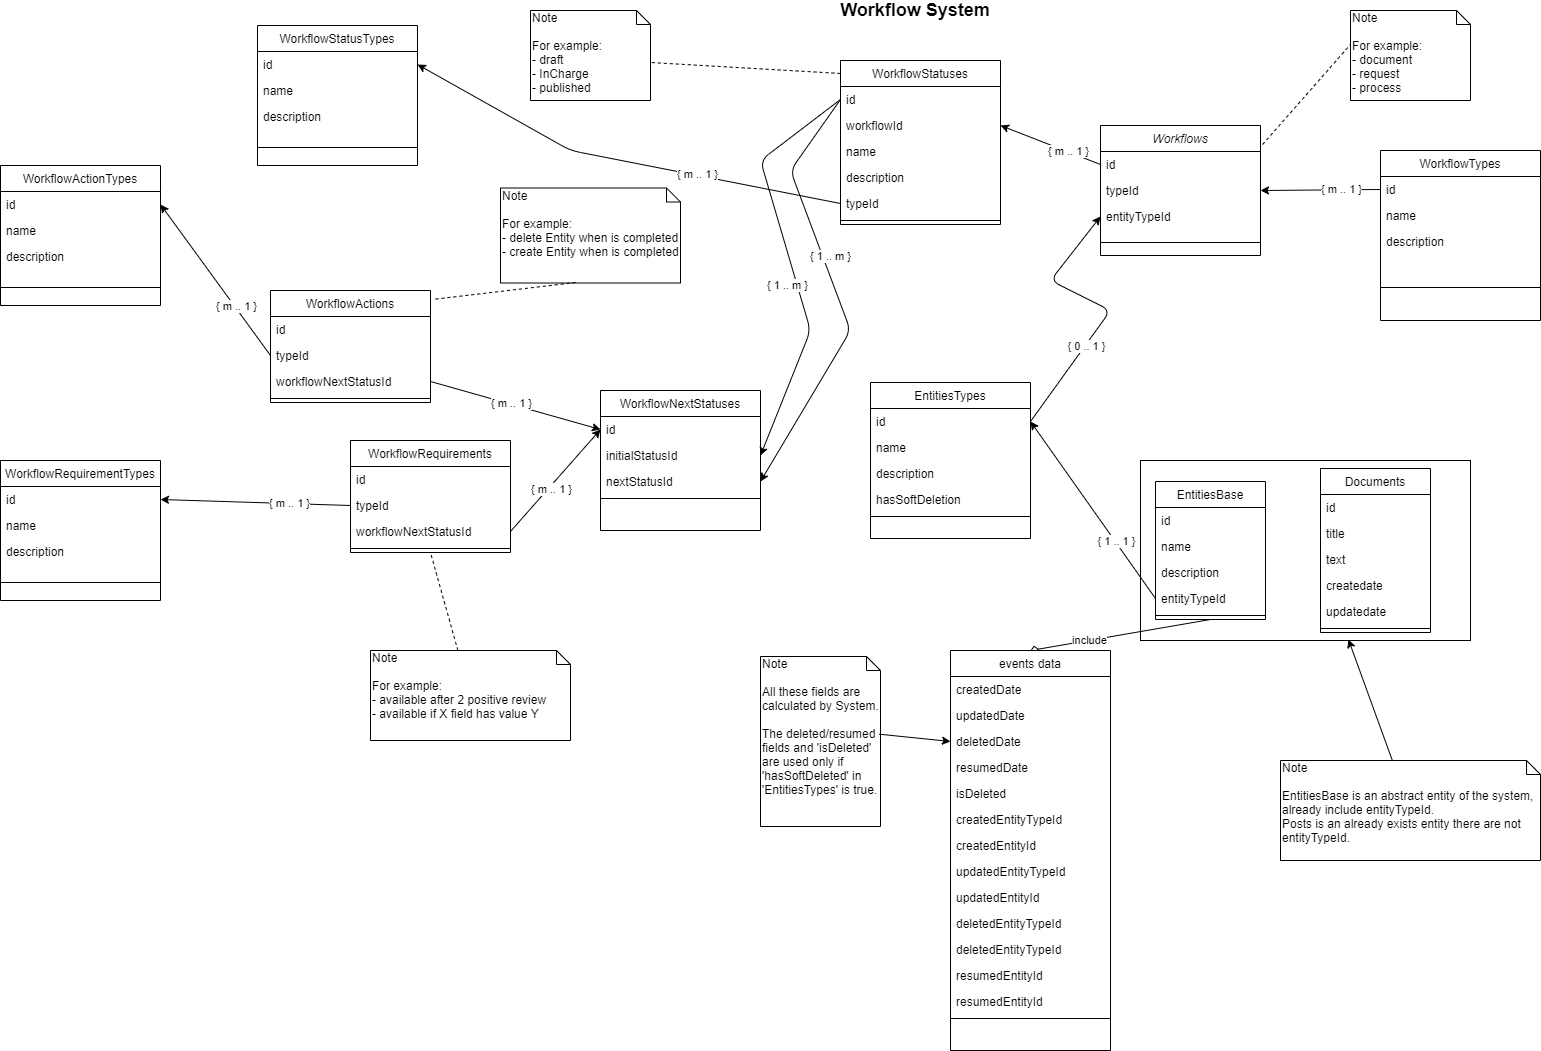 Workflow System
WorkflowStatusTypes
id
name
description
Note
For example:
- draft
- InCharge
- published
WorkflowStatuses
id
workflowId
name
description
typeId
Note
For example:
- document
- request
- process
Workflows
id
typeId
entityTypeId
WorkflowTypes
id
name
description
{ m .. 1 }
{ m .. 1 }
{ m .. 1 }
WorkflowActionTypes
id
name
description
Note
For example:
- delete Entity when is completed
- create Entity when is completed
{ 1 .. m }
{ 1 .. m }
WorkflowActions
id
typeId
workflowNextStatusId
{ m .. 1 }
{ m .. 1 }
{ 0 .. 1 }
WorkflowNextStatuses
id
initialStatusId
nextStatusId
EntitiesTypes
id
name
description
hasSoftDeletion
WorkflowRequirementTypes
id
name
description
WorkflowRequirements
id
typeId
workflowNextStatusId
{ m .. 1 }
{ m .. 1 }
{ 1 .. 1 }
EntitiesBase
id
name
description
entityTypeId
Documents
id
title
text
createdate
updatedate
include
Note
For example:
- available after 2 positive review
- available if X field has value Y
Note
All these fields are
calculated by System.
The deleted/resumed
fields and 'isDeleted'
are used only if
'hasSoftDeleted' in
'EntitiesTypes' is true.
events data
createdDate
updatedDate
deletedDate
resumedDate
isDeleted
createdEntityTypeId
createdEntityId
updatedEntityTypeId
updatedEntityId
deletedEntityTypeId
deletedEntityTypeId
resumedEntityId
resumedEntityId
Note
EntitiesBase is an abstract entity of the system,
already include entityTypeId.
Posts is an already exists entity there are not
entityTypeId.